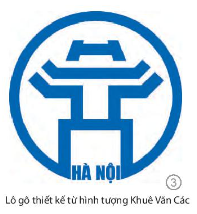 HÀ NỘI
3
Lô gô thiết kế từ hình tượng Khuê Văn Các